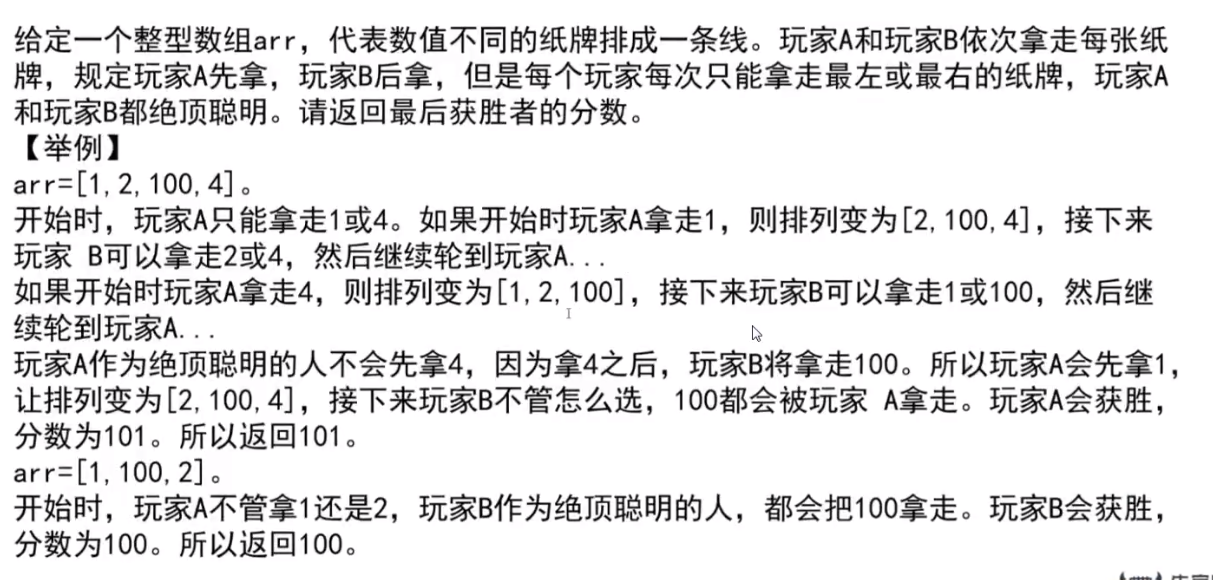 给定一个整型数组arr，代表数值不同的纸牌排成一条线。玩家A和玩家B依次拿走每张纸
牌，规定玩家A先拿，玩家B后拿，但是每个玩家每次只能拿走最左或最右的纸牌，玩家A
和玩家B都绝顶聪明。请返回最后获胜者的分数。
【举例】
arr=[1,2,100,4]。
开始时，玩家A只能拿走1或4。如果开始时玩家A拿走1，则排列变为[2,100,4]，接下来
玩家 B可以拿走2或4，然后继续轮到玩家A...
如果开始时玩家A拿走4，则排列变为[1,2,100]，接下来玩家B可以拿走1或100，然后继
续轮到玩家A...
玩家A作为绝顶聪明的人不会先拿4，因为拿4之后，玩家B将拿走100。所以玩家A会先拿1，
让排列变为[2,100,4]，接下来玩家B不管怎么选，100都会被玩家 A拿走。玩家A会获胜，
分数为101。所以返回101。
arr=[1,100,2]。
开始时，玩家A不管拿1还是2，玩家B作为绝顶聪明的人，都会把100拿走。玩家B会获胜，
分数为100。所以返回100。